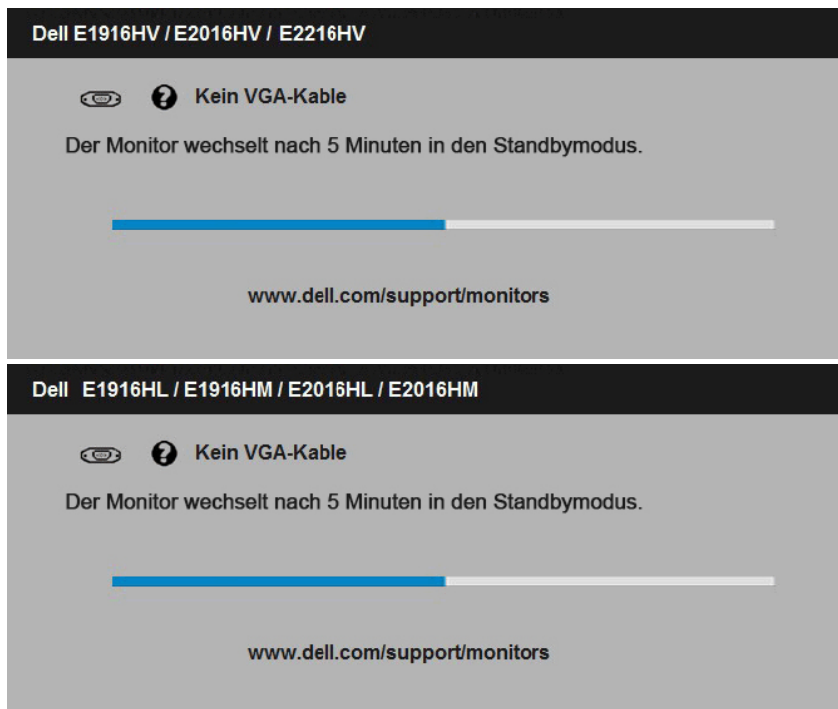 Dell E1916HV / E2016HV / E2216HV
Kein VGA-Kable
Der Monitor wechselt nach 5 Minuten in den Standbymodus.
www.dell.com/support/monitors
Dell E1916HL / E1916HM / E2016HL / E2016HM
Kein VGA-Kable
Der Monitor wechselt nach 5 Minuten in den Standbymodus.
www.dell.com/support/monitors